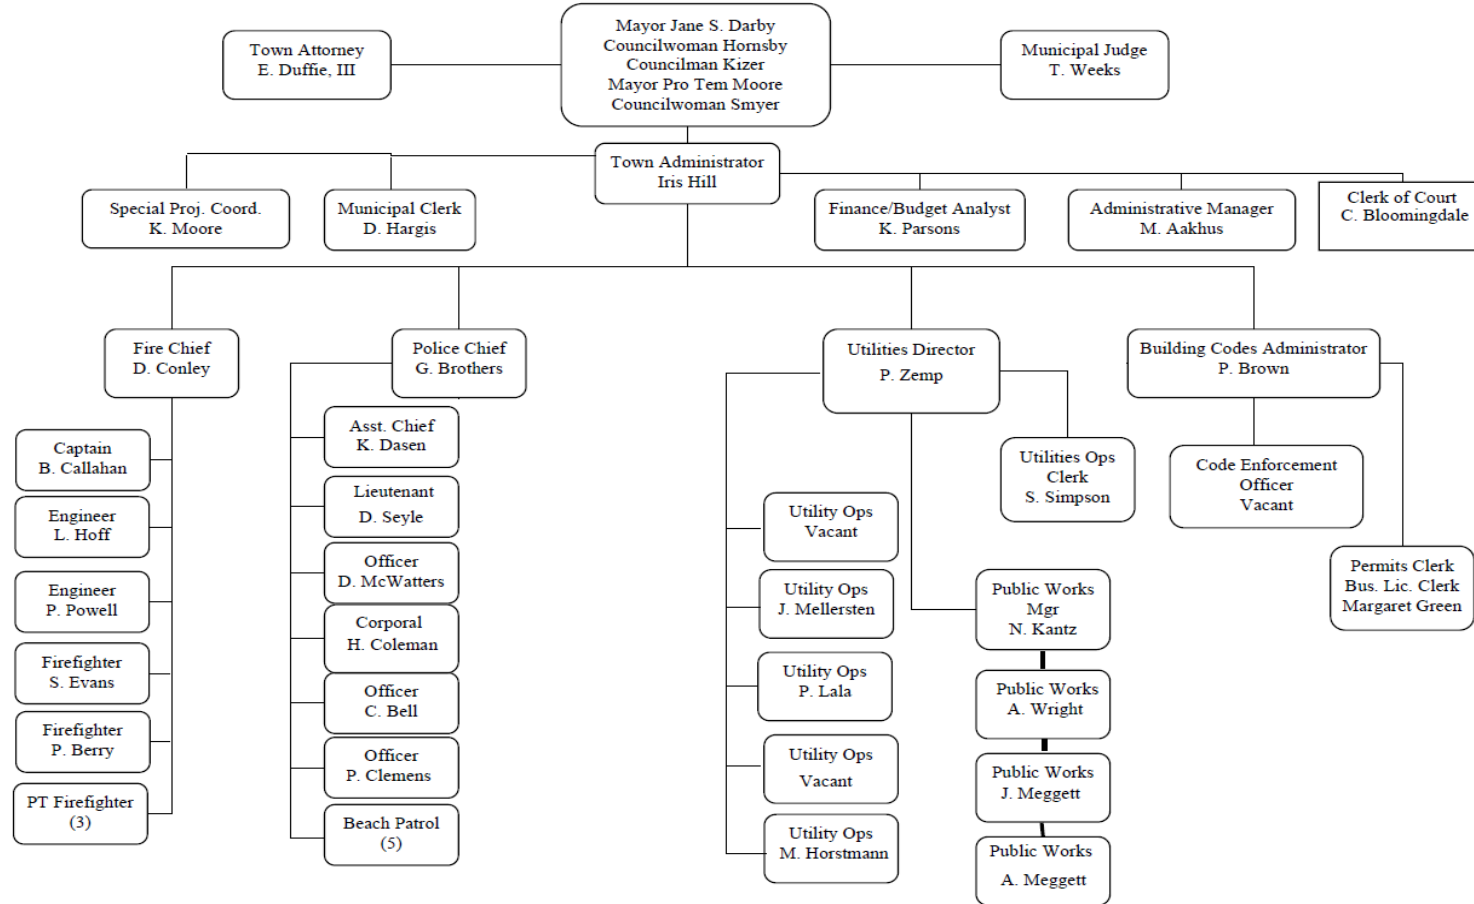 Town Attorney
E. Duffie, III
Mayor Jane S. Darby
Councilwoman Hornsby
Councilman Kizer
Mayor Pro Tem Moore
Councilwoman Smyer
Municipal Judge
T. Weeks
Town Administrator
Iris Hill
Special Proj. Coord.
K. Moore
Municipal Clerk
D. Hargis
Finance/Budget Analyst
K. Parsons
Administrative Manager
M. Aakhus
Clerk of Court
C. Bloomingdale
Fire Chief
D. Conley
Police Chief
G. Brothers
Utilities Director
P. Zemp
Building Codes Administrator
P. Brown
Captain
B. Callahan
Engineer
L. Hoff
Engineer
P. Powell
Firefighter
S. Evans
Firefighter
P. Berry
PT Firefighter
(3)
Asst. Chief
K. Dasen
Lieutenant
D. Seyle
Officer
D. McWatters
Corporal
H. Coleman
Officer
C. Bell
Officer
P. Clemens
Beach Patrol
(5)
Utility Ops
Vacant
Utility Ops
J. Mellersten
Utility Ops
P. Lala
Utility Ops
Vacant
Utility Ops
M. Horstmann
Utilities Ops
Clerk
S. Simpson
Public Works
Mgr
N. Kantz
Public Works
A. Wright
Public Works
J. Meggett
Public Works
A. Meggett
Code Enforcement
Officer
Vacant
Permits Clerk
Bus. Lic. Clerk
Margaret Green